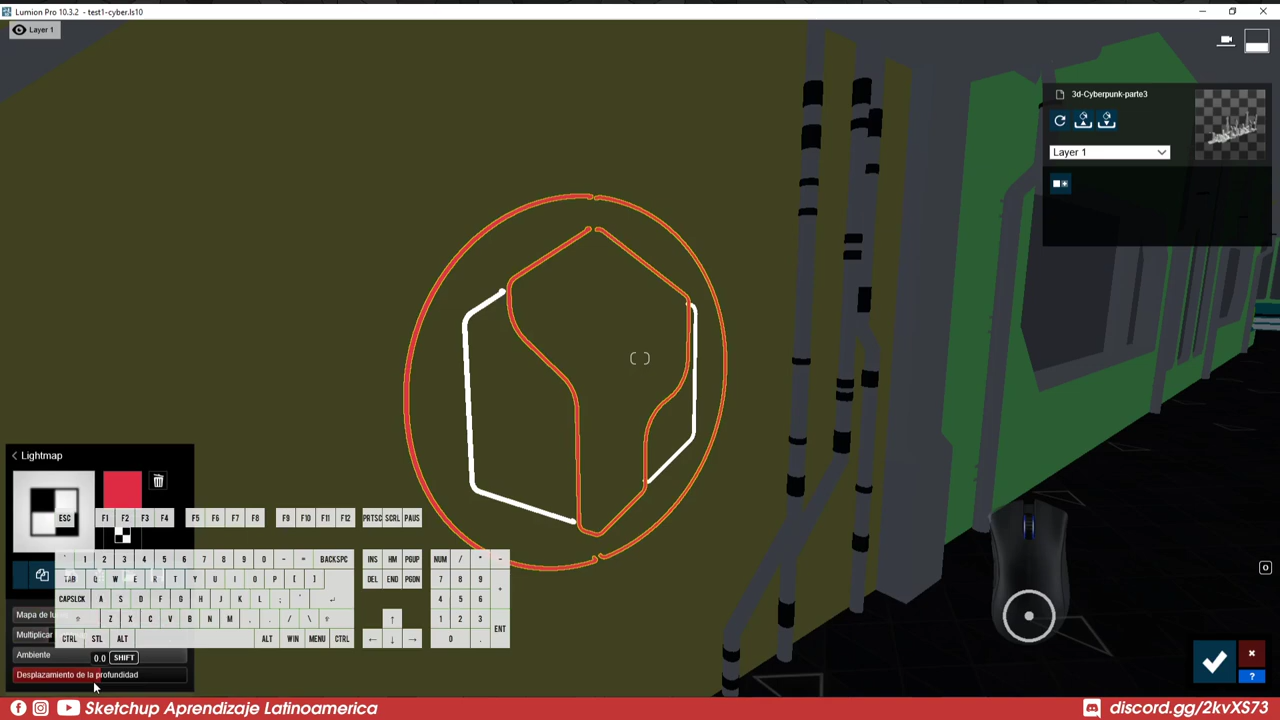 Lumion Pro 10.3.2 - test1-cyber.ls10
Layer 1
3d-Cyberpunk-parte3
Layer 1
Lightmap
ESC F1 F2 F3 F4 F5 F6 F7 F8 F9 F10 F11 F12 PRTSC SCRL PAUS
` 1 2 3 4 5 6 7 8 9 0 - = BACKSPC INS HM PGUP NUM / * -
TAB Q W E R T Y U I O P [ ] DEL END PGDN 7 8 9 +
CAPSLCK A S D F G H J K L ; ' 4 5 6
Mapa de
Z X C V B N M , . / \ 1 2 3 ENT
Multiplicar
CTRL STL ALT ALT WIN MENU CTRL 0 .
Ambiente
0.0 SHIFT
Desplazamiento de la profundidad
O
?
Sketchup Aprendizaje Latinoamerica
discord.gg/2kvXS73